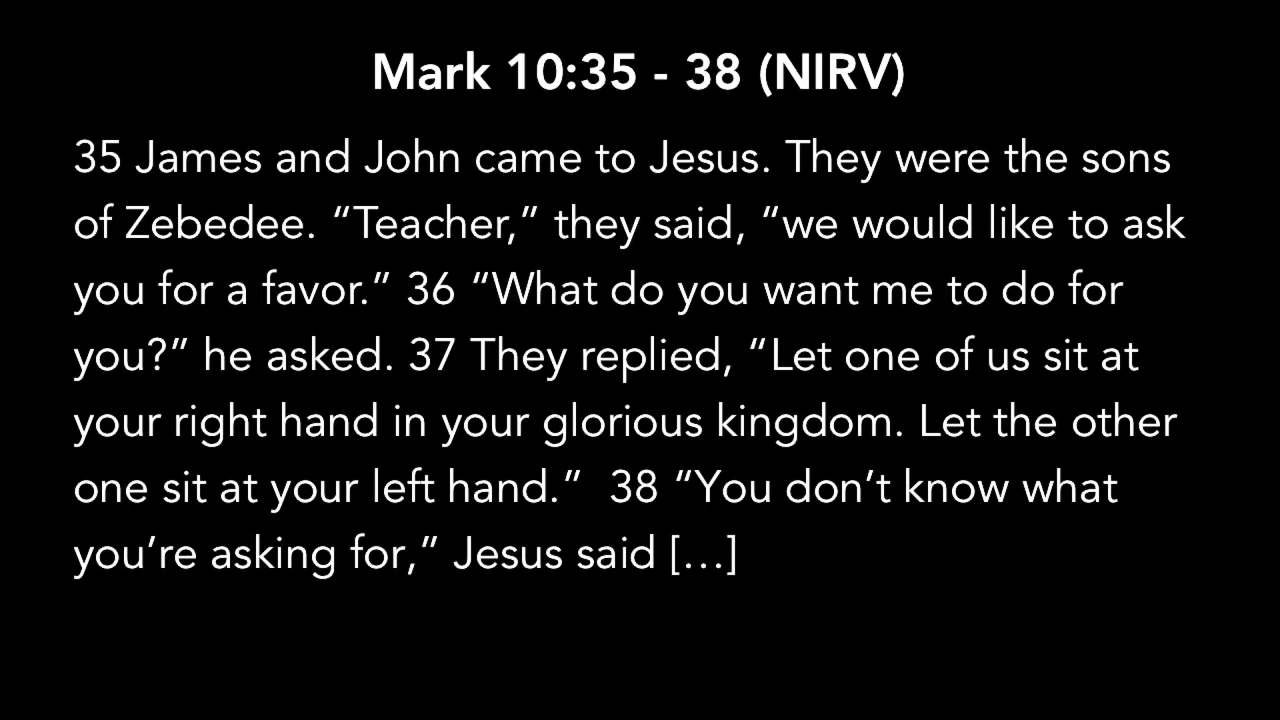 Mark 10:35 - 38 (NIRV)
35 James and John came to Jesus. They were the sons
of Zebedee. “Teacher,” they said, “we would like to ask
you for a favor.” 36 “What do you want me to do for
you?” he asked. 37 They replied, “Let one of us sit at
your right hand in your glorious kingdom. Let the other
one sit at your left hand.”  38 “You don’t know what
you’re asking for,” Jesus said […]